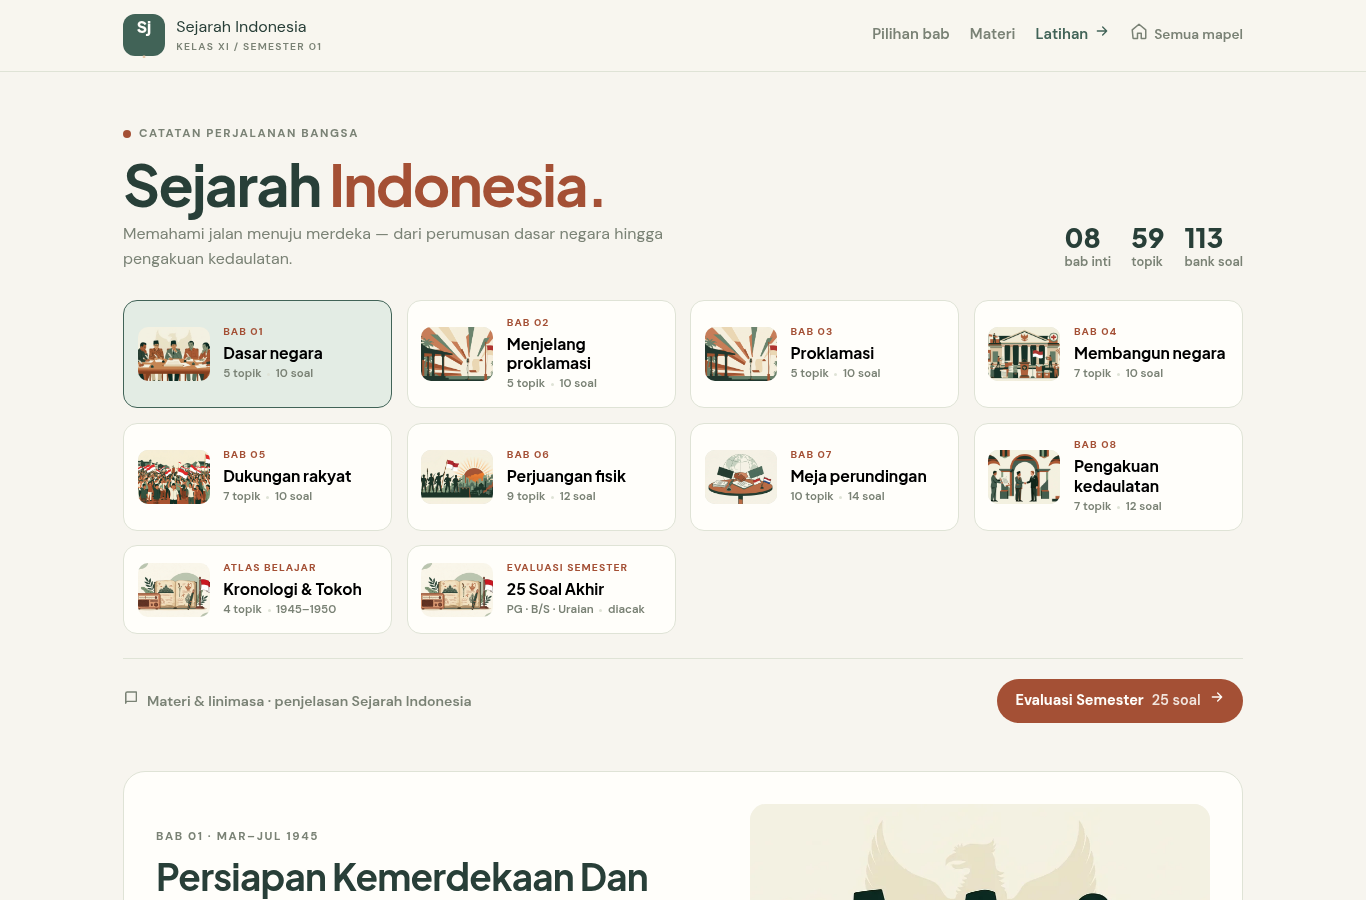 Sj
Sejarah Indonesia
KELAS XI / SEMESTER 01
Pilihan bab
Materi
Latihan →
Semua mapel
CATATAN PERJALANAN BANGSA
Sejarah Indonesia.
Memahami jalan menuju merdeka — dari perumusan dasar negara hingga
pengakuan kedaulatan.
08
bab inti
59
topik
113
bank soal
BAB 01
Dasar negara
5 topik • 10 soal
BAB 02
Menjelang
proklamasi
5 topik • 10 soal
BAB 03
Proklamasi
5 topik • 10 soal
BAB 04
Membangun negara
7 topik • 10 soal
BAB 05
Dukungan rakyat
7 topik • 10 soal
BAB 06
Perjuangan fisik
9 topik • 12 soal
BAB 07
Meja perundingan
10 topik • 14 soal
BAB 08
Pengakuan
kedaulatan
7 topik • 12 soal
ATLAS BELAJAR
Kronologi & Tokoh
4 topik • 1945–1950
EVALUASI SEMESTER
25 Soal Akhir
PG · B/S · Uraian • diacak
Materi & linimasa · penjelasan Sejarah Indonesia
Evaluasi Semester 25 soal →
BAB 01 · MAR–JUL 1945
Persiapan Kemerdekaan Dan